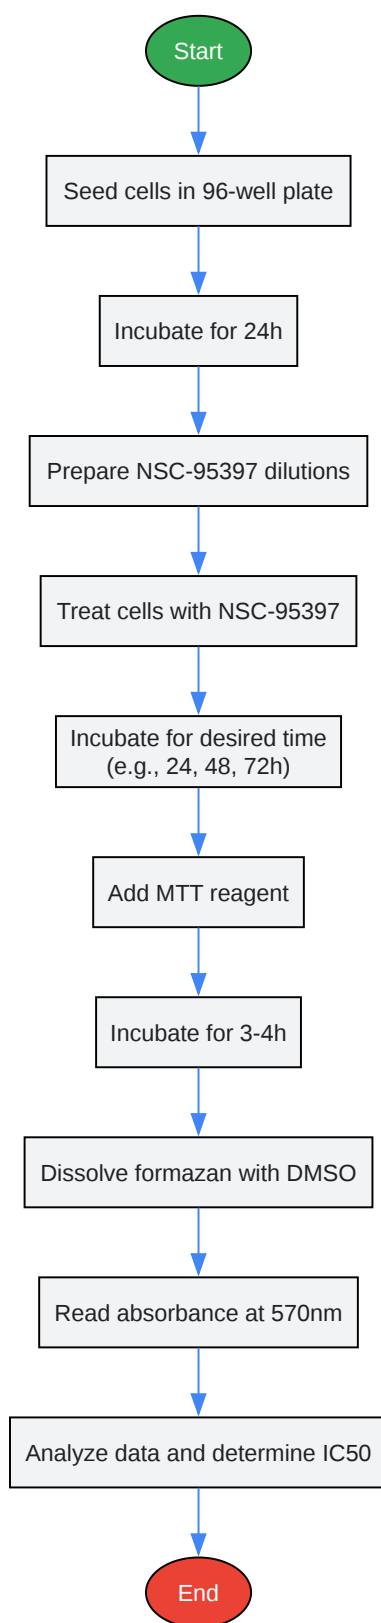 Start
Seed cells in 96-well plate
Incubate for 24h
Prepare NSC-95397 dilutions
Treat cells with NSC-95397
Incubate for desired time
(e.g., 24, 48, 72h)
Add MTT reagent
Incubate for 3-4h
Dissolve formazan with DMSO
Read absorbance at 570nm
Analyze data and determine IC50
End